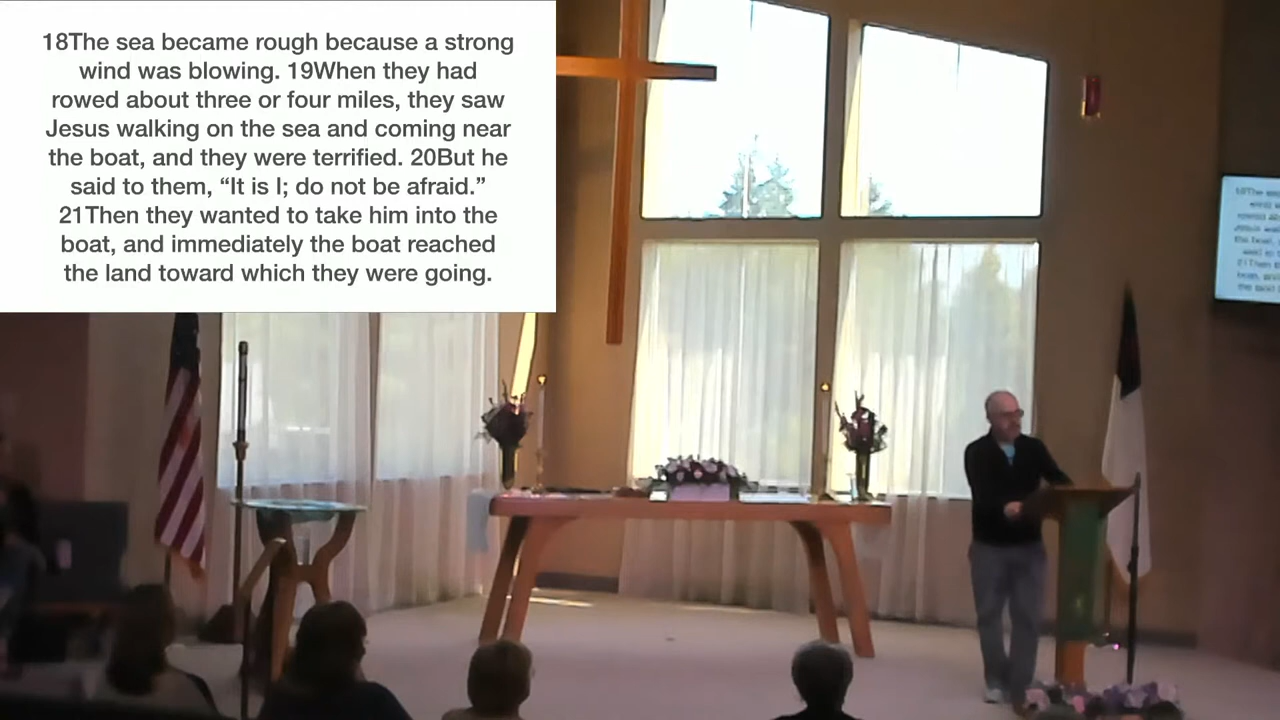 18The sea became rough because a strong
wind was blowing. 19When they had
rowed about three or four miles, they saw
Jesus walking on the sea and coming near
the boat, and they were terrified. 20But he
said to them, “It is I; do not be afraid.”
21Then they wanted to take him into the
boat, and immediately the boat reached
the land toward which they were going.